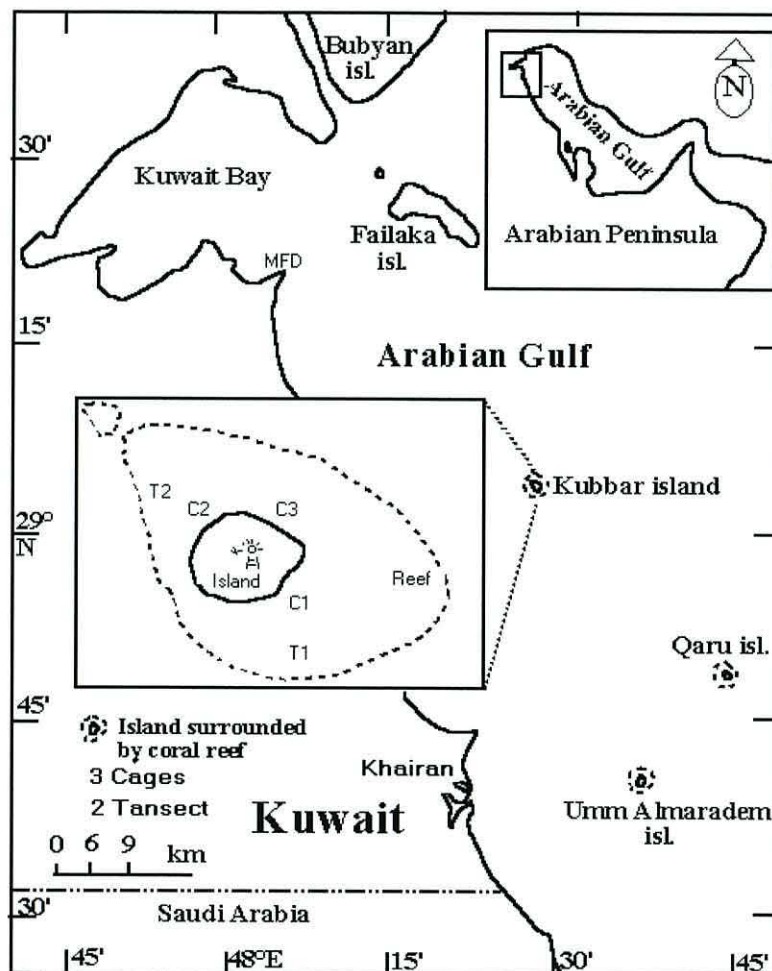 Bubyan
isl.
N
Arabian Gulf
Arabian Peninsula
30'
Kuwait Bay
Failaka
isl.
MFD
15'
Arabian Gulf
T2
C2
C3
Kubbar island
29°
N
Island
Reef
C1
T1
Qaru isl.
45'
Island surrounded
by coral reef
3 Cages
2 Tansect
Khairan
Kuwait
Umm Almaradem
isl.
0 6 9
km
30'
Saudi Arabia
45'
48°E
15'
30'
45'